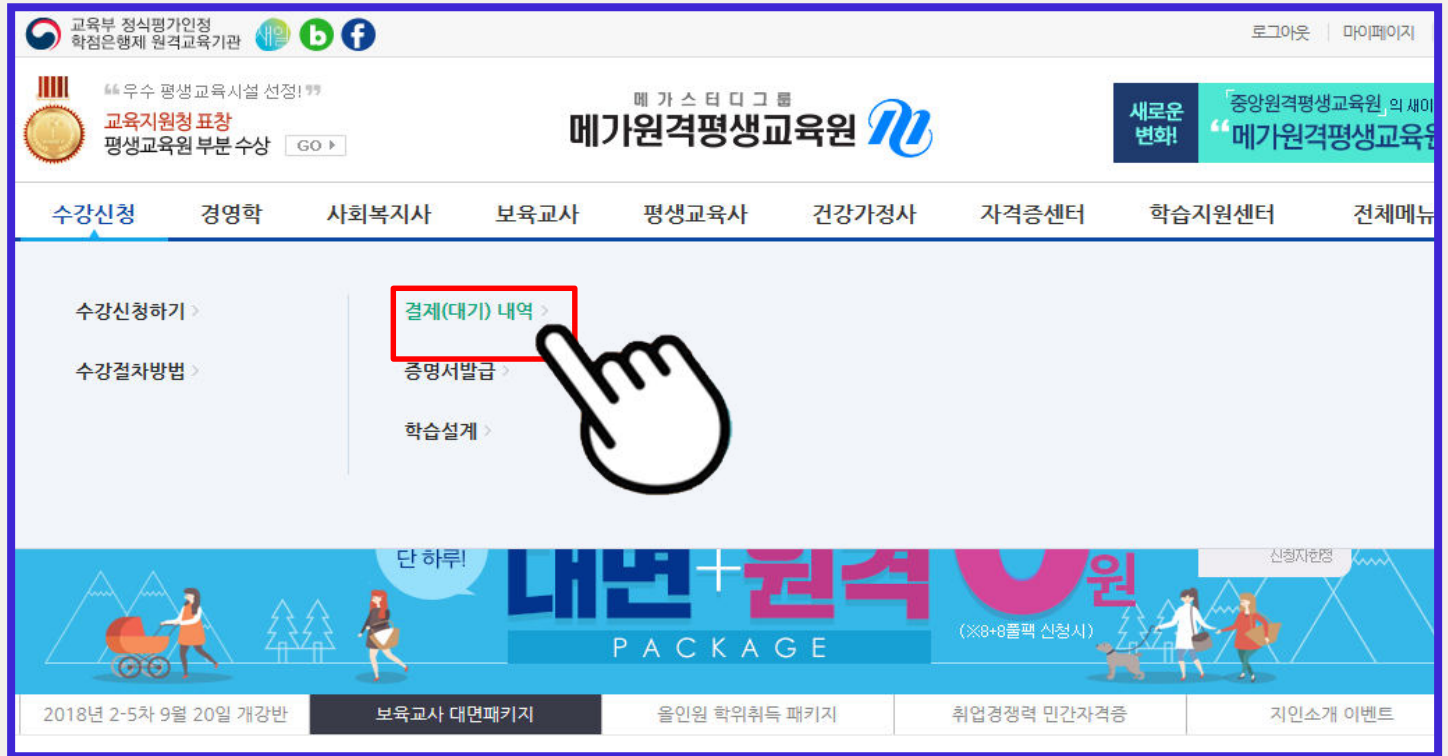 교육부 정식평가인정
학점은행제 원격교육기관
새일
b
f
로그아웃
마이페이지
“우수 평생교육시설 선정!”
교육지원청 표창
평생교육원 부분 수상
GO
메가스터디그룹
메가원격평생교육원
새로운
변화!
「중앙원격평생교육원」의 새이
“메가원격평생교육원
수강신청
경영학
사회복지사
보육교사
평생교육사
건강가정사
자격증센터
학습지원센터
전체메뉴
수강신청하기
수강절차방법
결제(대기) 내역
증명서발급
학습설계
단 하루!
대면+원격 0원
신청자한정
(※8+8풀팩 신청시)
PACKAGE
2018년 2-5차 9월 20일 개강반
보육교사 대면패키지
올인원 학위취득 패키지
취업경쟁력 민간자격증
지인소개 이벤트